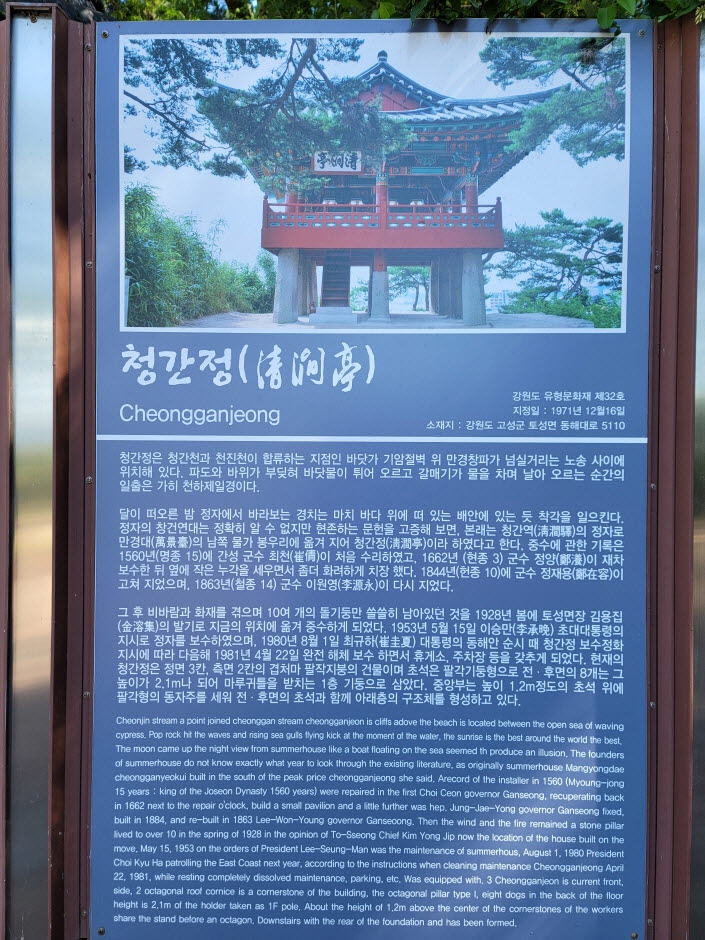 淸澗亭
청간정(淸澗亭)
Cheongganjeong
강원도 유형문화재 제32호
지정일 : 1971년 12월16일
소재지 : 강원도 고성군 토성면 동해대로 5110
청간정은 청간천과 천진천이 합류하는 지점인 바닷가 기암절벽 위 만경창파가 넘실거리는 노송 사이에
위치해 있다. 파도와 바위가 부딪혀 바닷물이 튀어 오르고 갈매기가 물을 차며 날아 오르는 순간의
일출은 가히 천하제일경이다.
달이 떠오른 밤 정자에서 바라보는 경치는 마치 바다 위에 떠 있는 배안에 있는 듯 착각을 일으킨다.
정자의 창건연대는 정확히 알 수 없지만 현존하는 문헌을 고증해 보면, 본래는 청간역(淸澗驛)의 정자로
만경대(萬景臺)의 남쪽 물가 봉우리에 옮겨 지어 청간정(淸澗亭)이라 하였다고 한다. 중수에 관한 기록은
1560년(명종 15)에 간성 군수 최천(崔倩)이 처음 수리하였고, 1662년 (현종 3) 군수 정양(鄭瀁)이 재차
보수한 뒤 옆에 작은 누각을 세우면서 좀더 화려하게 치장 했다. 1844년(헌종 10)에 군수 정재용(鄭在容)이
고쳐 지었으며, 1863년(철종 14) 군수 이원영(李源永)이 다시 지었다.
그 후 비바람과 화재를 겪으며 10여 개의 돌기둥만 쓸쓸히 남아있던 것을 1928년 봄에 토성면장 김용집
(金溶集)의 발기로 지금의 위치에 옮겨 중수하게 되었다. 1953년 5월 15일 이승만(李承晩) 초대대통령의
지시로 정자를 보수하였으며, 1980년 8월 1일 최규하(崔圭夏) 대통령의 동해안 순시 때 청간정 보수정화
지시에 따라 다음해 1981년 4월 22일 완전 해체 보수 하면서 휴게소, 주차장 등을 갖추게 되었다. 현재의
청간정은 정면 3칸, 측면 2칸의 겹처마 팔작지붕의 건물이며 초석은 팔각기둥형으로 전 · 후면의 8개는 그
높이가 2.1m나 되어 마루귀틀을 받치는 1층 기둥으로 삼았다. 중앙부는 높이 1.2m정도의 초석 위에
팔각형의 동자주를 세워 전 · 후면의 초석과 함께 아래층의 구조체를 형성하고 있다.
Cheonjin stream a point joined cheonggan stream cheongganjeon is cliffs adove the beach is located between the open sea of waving
cypress. Pop rock hit the waves and rising sea gulls flying kick at the moment of the water, the sunrise is the best around the world the best.
The moon came up the night view from summerhouse like a boat floating on the sea seemed th produce an illusion. The founders
of summerhouse do not know exactly what year to look through the existing literature, as originally summerhouse Mangyongdae
cheongganyeokui built in the south of the peak price cheongganjeong she said. Arecord of the installer in 1560 (Myoung-jong
15 years : king of the Joseon Dynasty 1560 years) were repaired in the first Choi Ceon governor Ganseong, recuperating back
in 1662 next to the repair o'clock, build a small pavilion and a little further was hep. Jung-Jae-Yong governor Ganseong fixed,
built in 1884, and re-built in 1863 Lee-Won-Young governor Ganseoong. Then the wind and the fire remained a stone pillar
lived to over 10 in the spring of 1928 in the opinion of To-Sseong Chief Kim Yong Jip now the location of the house built on the
move. May 15, 1953 on the orders of President Lee-Seung-Man was the maintenance of summerhous, August 1, 1980 President
Choi Kyu Ha patrolling the East Coast next year, according to the instructions when cleaning maintenance Cheongganjeong April
22, 1981, while resting completely dissolved maintenance, parking, etc. Was equipped with. 3 Cheongganjeon is current front,
side, 2 octagonal roof cornice is a cornerstone of the building, the octagonal pillar type I, eight dogs in the back of the floor
height is 2.1m of the holder taken as 1F pole. About the height of 1.2m above the center of the cornerstones of the workers
share the stand before an octagon. Downstairs with the rear of the foundation and has been formed.